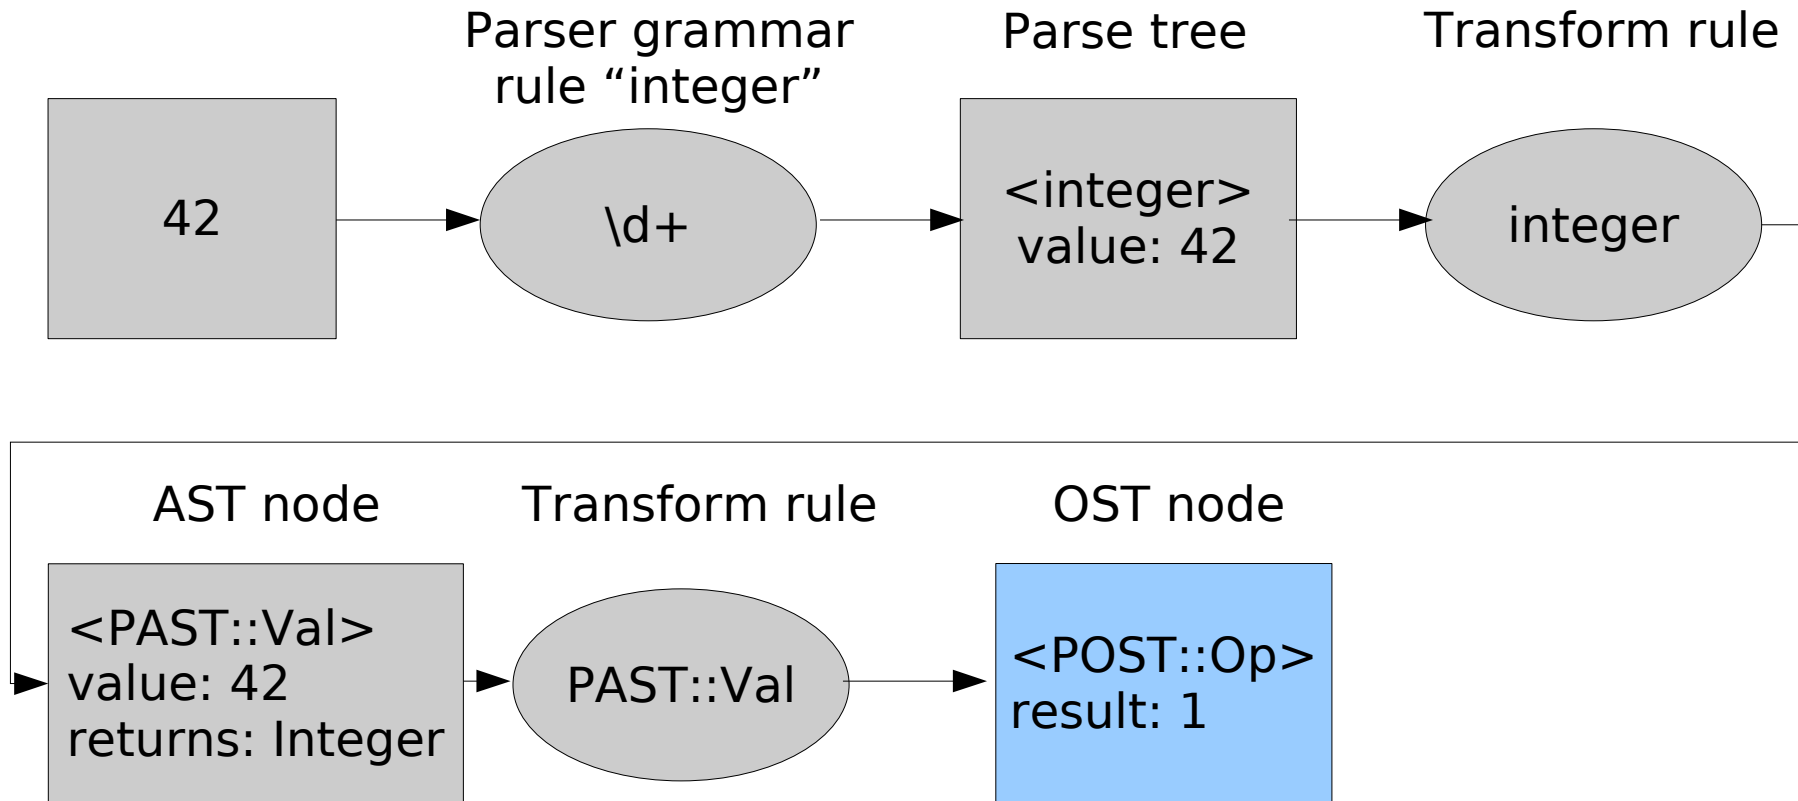 Parser grammar
rule “integer”
Parse tree
Transform rule
42
\d+
<integer>
value: 42
integer
AST node
Transform rule
OST node
<PAST::Val>
value: 42
returns: Integer
PAST::Val
<POST::Op>
result: 1